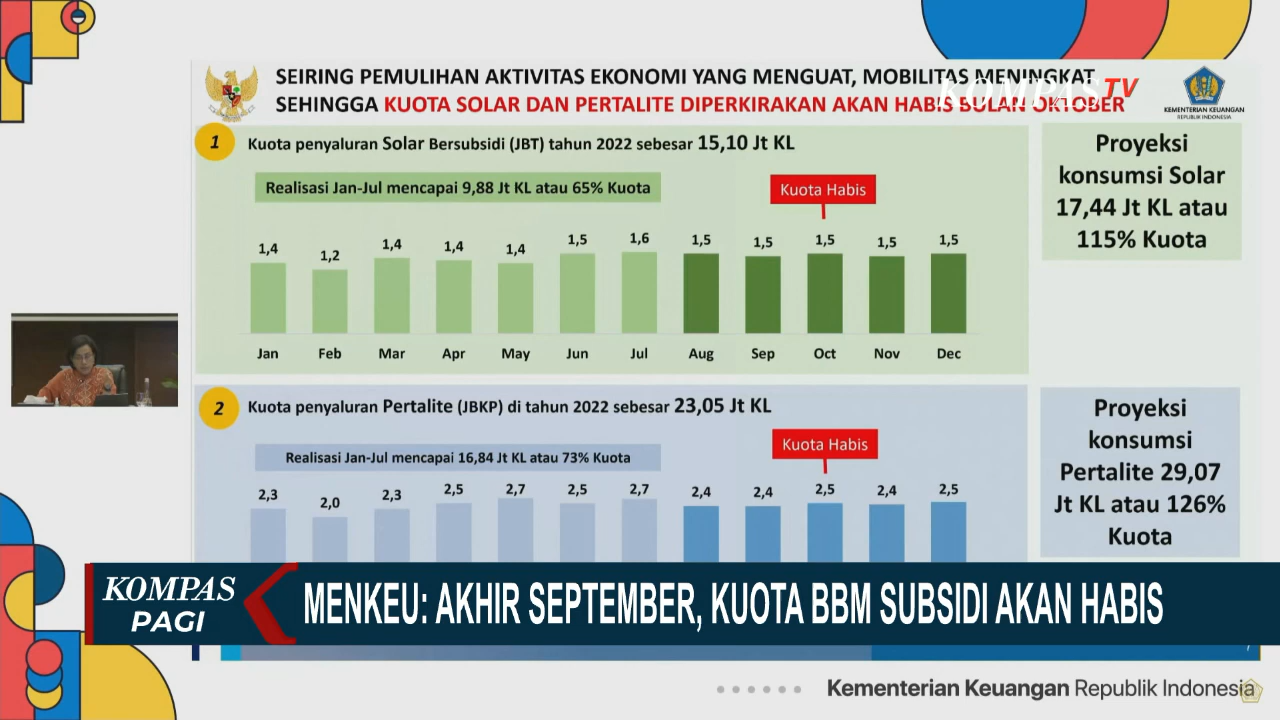 SEIRING PEMULIHAN AKTIVITAS EKONOMI YANG MENGUAT, MOBILITAS MENINGKAT
SEHINGGA KUOTA SOLAR DAN PERTALITE DIPERKIRAKAN AKAN HABIS BULAN OKTOBER
KOMPASTV
KEMENTERIAN KEUANGAN
REPUBLIK INDONESIA
1
Kuota penyaluran Solar Bersubsidi (JBT) tahun 2022 sebesar 15,10 Jt KL
Realisasi Jan-Jul mencapai 9,88 Jt KL atau 65% Kuota
Kuota Habis
1,4 1,2 1,4 1,4 1,4 1,5 1,6 1,5 1,5 1,5 1,5 1,5
Jan Feb Mar Apr May Jun Jul Aug Sep Oct Nov Dec
Proyeksi
konsumsi Solar
17,44 Jt KL atau
115% Kuota
2
Kuota penyaluran Pertalite (JBKP) di tahun 2022 sebesar 23,05 Jt KL
Realisasi Jan-Jul mencapai 16,84 Jt KL atau 73% Kuota
Kuota Habis
2,3 2,0 2,3 2,5 2,7 2,5 2,7 2,4 2,4 2,5 2,4 2,5
Proyeksi
konsumsi
Pertalite 29,07
Jt KL atau 126%
Kuota
KOMPAS
PAGI
MENKEU: AKHIR SEPTEMBER, KUOTA BBM SUBSIDI AKAN HABIS
Kementerian Keuangan Republik Indonesia